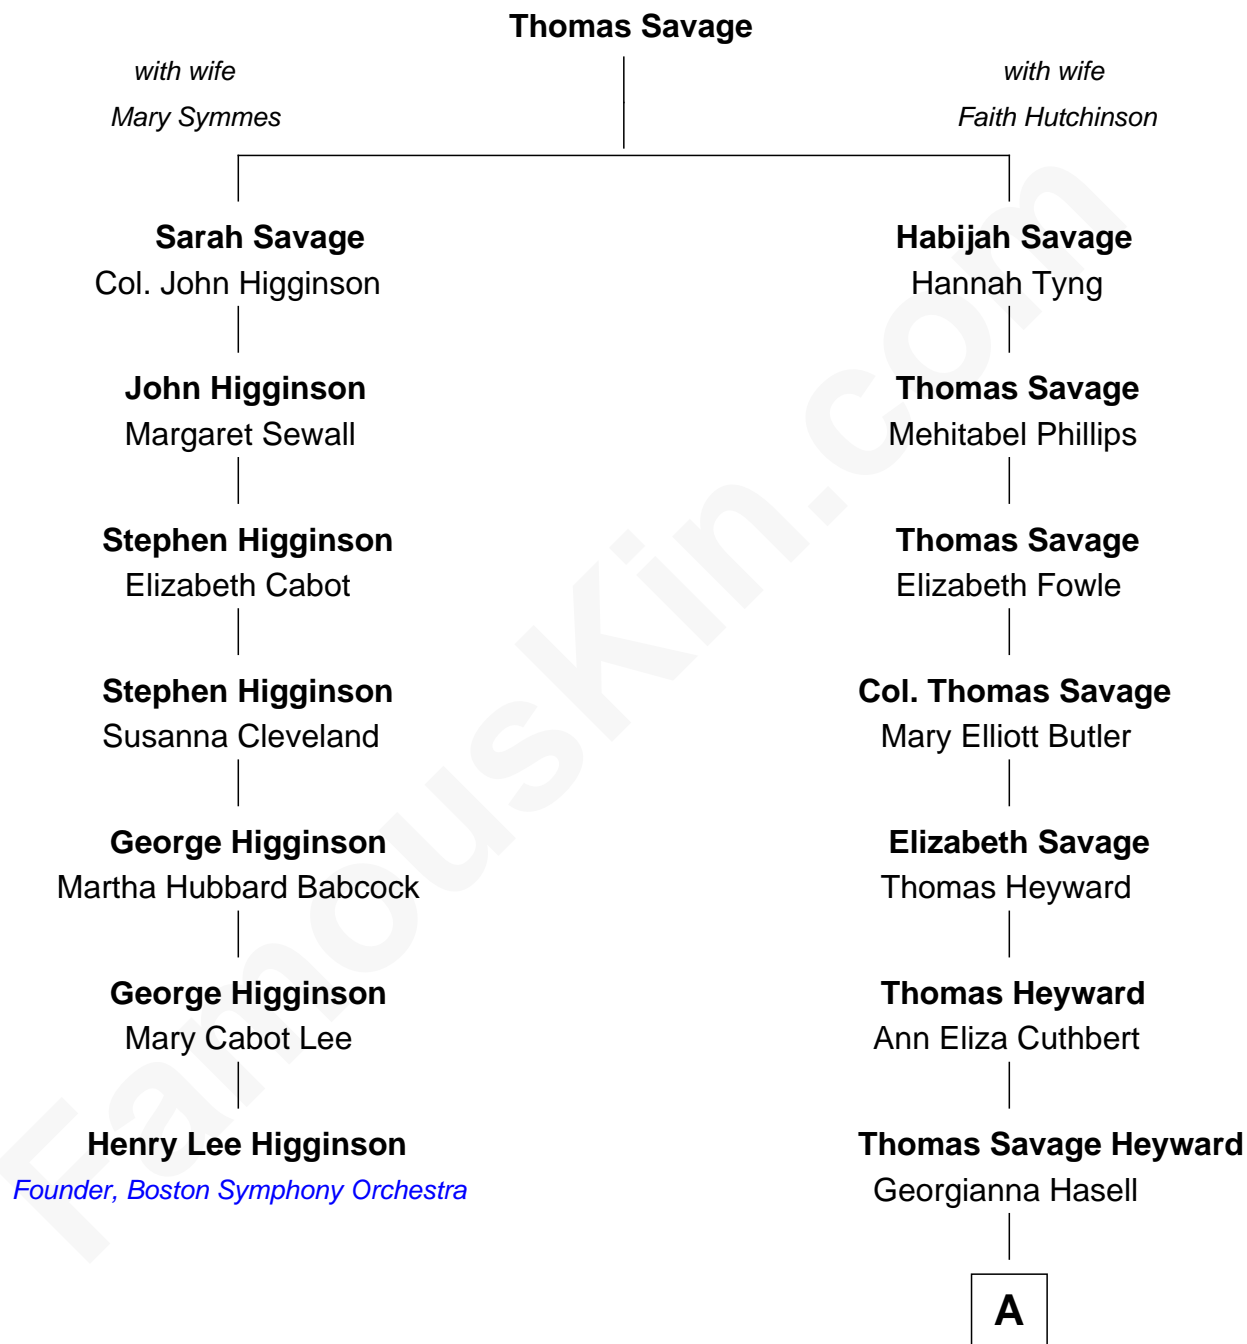 Thomas Savage
with wife
Mary Symmes
with wife
Faith Hutchinson
Sarah Savage
Col. John Higginson
Habijah Savage
Hannah Tyng
John Higginson
Margaret Sewall
Thomas Savage
Mehitabel Phillips
Stephen Higginson
Elizabeth Cabot
Thomas Savage
Elizabeth Fowle
Stephen Higginson
Susanna Cleveland
Col. Thomas Savage
Mary Elliott Butler
George Higginson
Martha Hubbard Babcock
Elizabeth Savage
Thomas Heyward
George Higginson
Mary Cabot Lee
Thomas Heyward
Ann Eliza Cuthbert
Henry Lee Higginson
Founder, Boston Symphony Orchestra
Thomas Savage Heyward
Georgianna Hasell
A
FamousKin.com